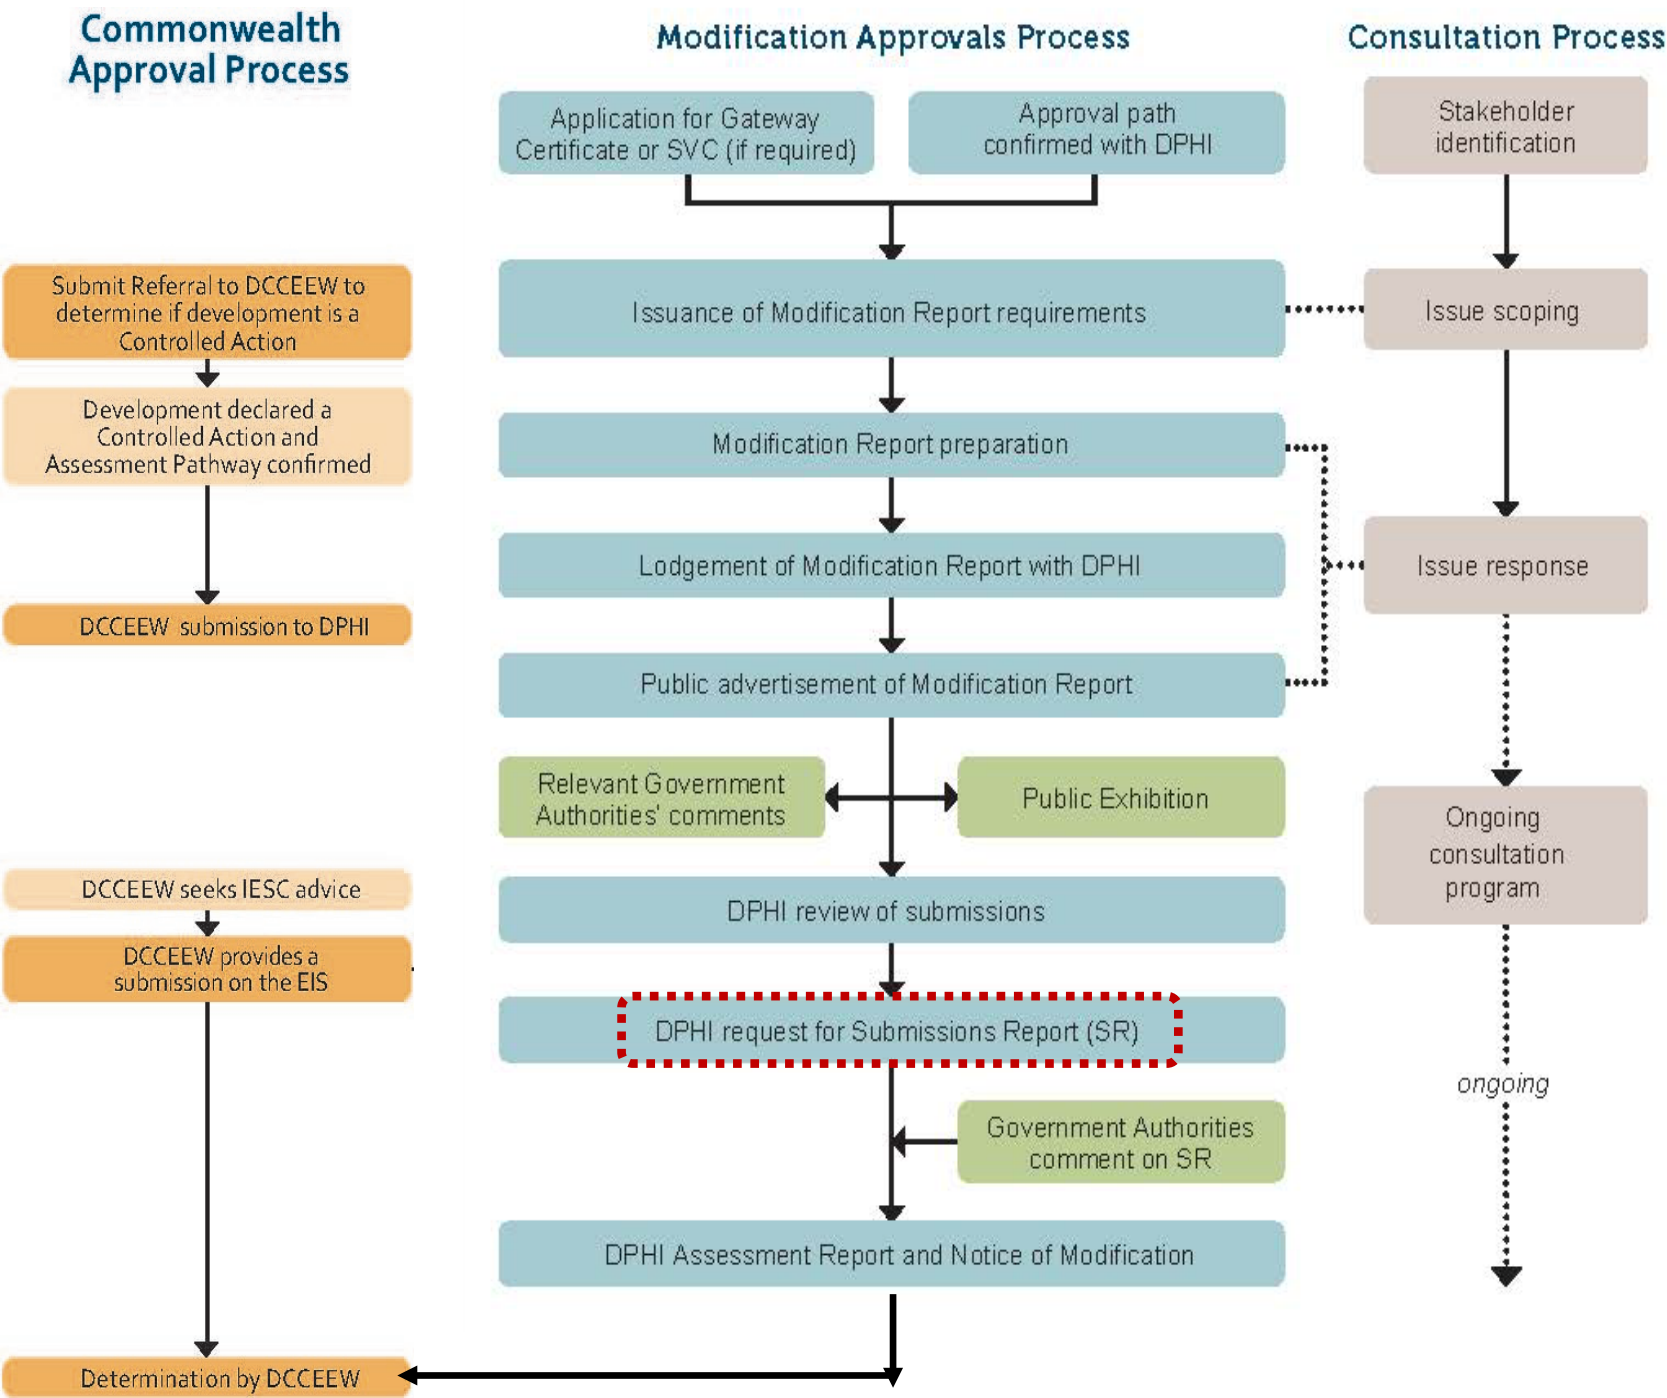 Commonwealth
Approval Process
Modification Approvals Process
Consultation Process
Application for Gateway
Certificate or SVC (if required)
Approval path
confirmed with DPHI
Stakeholder
identification
Submit Referral to DCCEEW to
determine if development is a
Controlled Action
Issuance of Modification Report requirements
Issue scoping
Development declared a
Controlled Action and
Assessment Pathway confirmed
Modification Report preparation
Lodgement of Modification Report with DPHI
Issue response
DCCEEW submission to DPHI
Public advertisement of Modification Report
Relevant Government
Authorities' comments
Public Exhibition
Ongoing
consultation
program
DCCEEW seeks IESC advice
DPHI review of submissions
DCCEEW provides a
submission on the EIS
DPHI request for Submissions Report (SR)
ongoing
Government Authorities
comment on SR
DPHI Assessment Report and Notice of Modification
Determination by DCCEEW